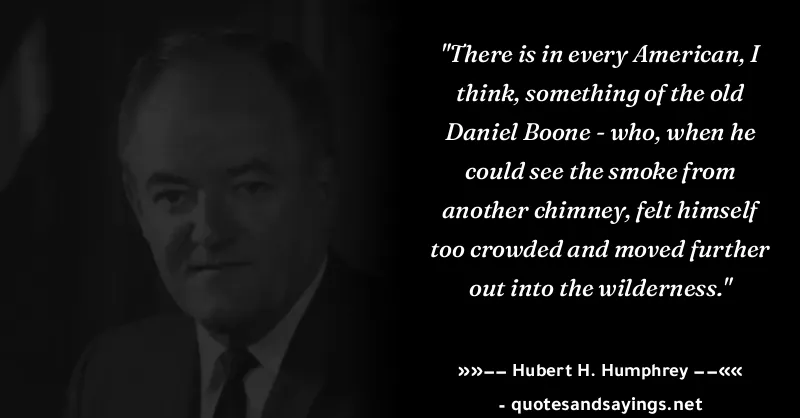 "There is in every American, I
think, something of the old
Daniel Boone - who, when he
could see the smoke from
another chimney, felt himself
too crowded and moved further
out into the wilderness."
»»–– Hubert H. Humphrey ––««
- quotesandsayings.net